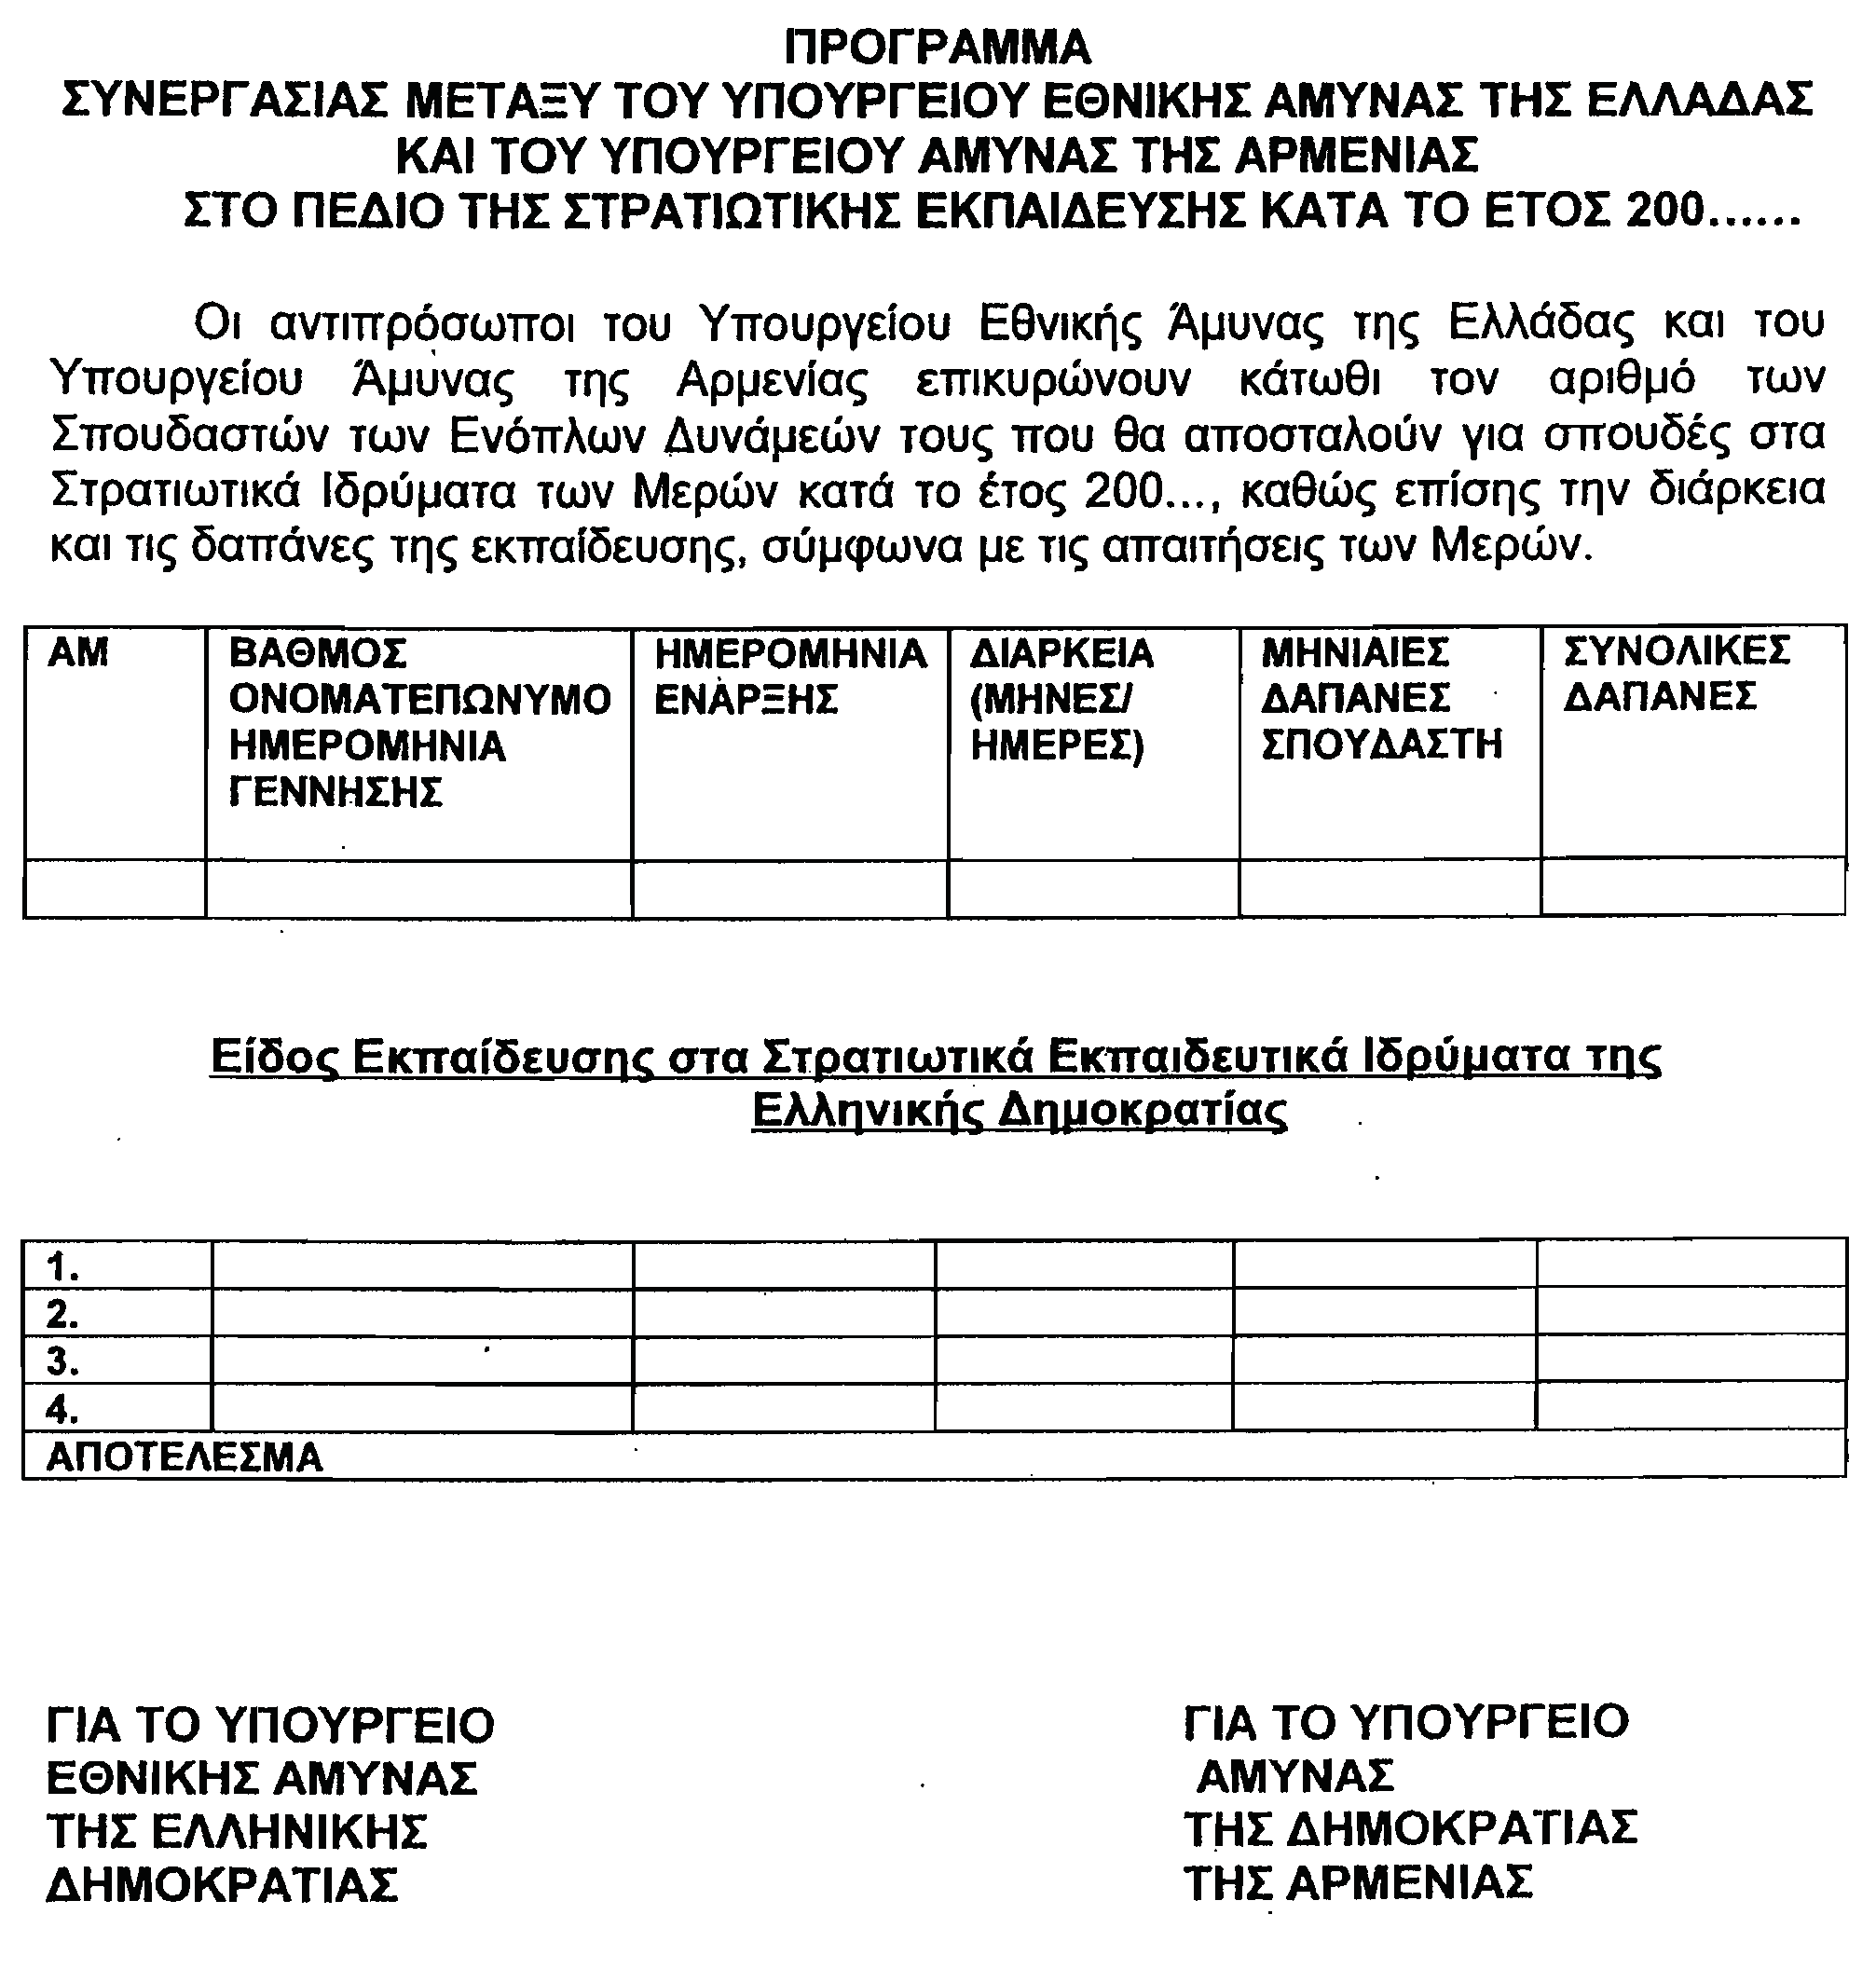 ΠΡΟΓΡΑΜΜΑ
ΣΥΝΕΡΓΑΣΙΑΣ ΜΕΤΑΞΥ ΤΟΥ ΥΠΟΥΡΓΕΙΟΥ ΕΘΝΙΚΗΣ ΑΜΥΝΑΣ ΤΗΣ ΕΛΛΑΔΑΣ
ΚΑΙ ΤΟΥ ΥΠΟΥΡΓΕΙΟΥ ΑΜΥΝΑΣ ΤΗΣ ΑΡΜΕΝΙΑΣ
ΣΤΟ ΠΕΔΙΟ ΤΗΣ ΣΤΡΑΤΙΩΤΙΚΗΣ ΕΚΠΑΙΔΕΥΣΗΣ ΚΑΤΑ ΤΟ ΕΤΟΣ 200......
Οι αντιπρόσωποι του Υπουργείου Εθνικής Άμυνας της Ελλάδας και του
Υπουργείου Άμυνας της Αρμενίας επικυρώνουν κάτωθι τον αριθμό των
Σπουδαστών των Ενόπλων Δυνάμεών τους που θα αποσταλούν για σπουδές στα
Στρατιωτικά Ιδρύματα των Μερών κατά το έτος 200..., καθώς επίσης την διάρκεια
και τις δαπάνες της εκπαίδευσης, σύμφωνα με τις απαιτήσεις των Μερών.
ΑΜ
ΒΑΘΜΟΣ
ΟΝΟΜΑΤΕΠΩΝΥΜΟ
ΗΜΕΡΟΜΗΝΙΑ
ΓΕΝΝΗΣΗΣ
ΗΜΕΡΟΜΗΝΙΑ
ΕΝΑΡΞΗΣ
ΔΙΑΡΚΕΙΑ
(ΜΗΝΕΣ/
ΗΜΕΡΕΣ)
ΜΗΝΙΑΙΕΣ
ΔΑΠΑΝΕΣ
ΣΠΟΥΔΑΣΤΗ
ΣΥΝΟΛΙΚΕΣ
ΔΑΠΑΝΕΣ
Είδος Εκπαίδευσης στα Στρατιωτικά Εκπαιδευτικά Ιδρύματα της
Ελληνικής Δημοκρατίας
1.
2.
3.
4.
ΑΠΟΤΕΛΕΣΜΑ
ΓΙΑ ΤΟ ΥΠΟΥΡΓΕΙΟ
ΕΘΝΙΚΗΣ ΑΜΥΝΑΣ
ΤΗΣ ΕΛΛΗΝΙΚΗΣ
ΔΗΜΟΚΡΑΤΙΑΣ
ΓΙΑ ΤΟ ΥΠΟΥΡΓΕΙΟ
ΑΜΥΝΑΣ
ΤΗΣ ΔΗΜΟΚΡΑΤΙΑΣ
ΤΗΣ ΑΡΜΕΝΙΑΣ